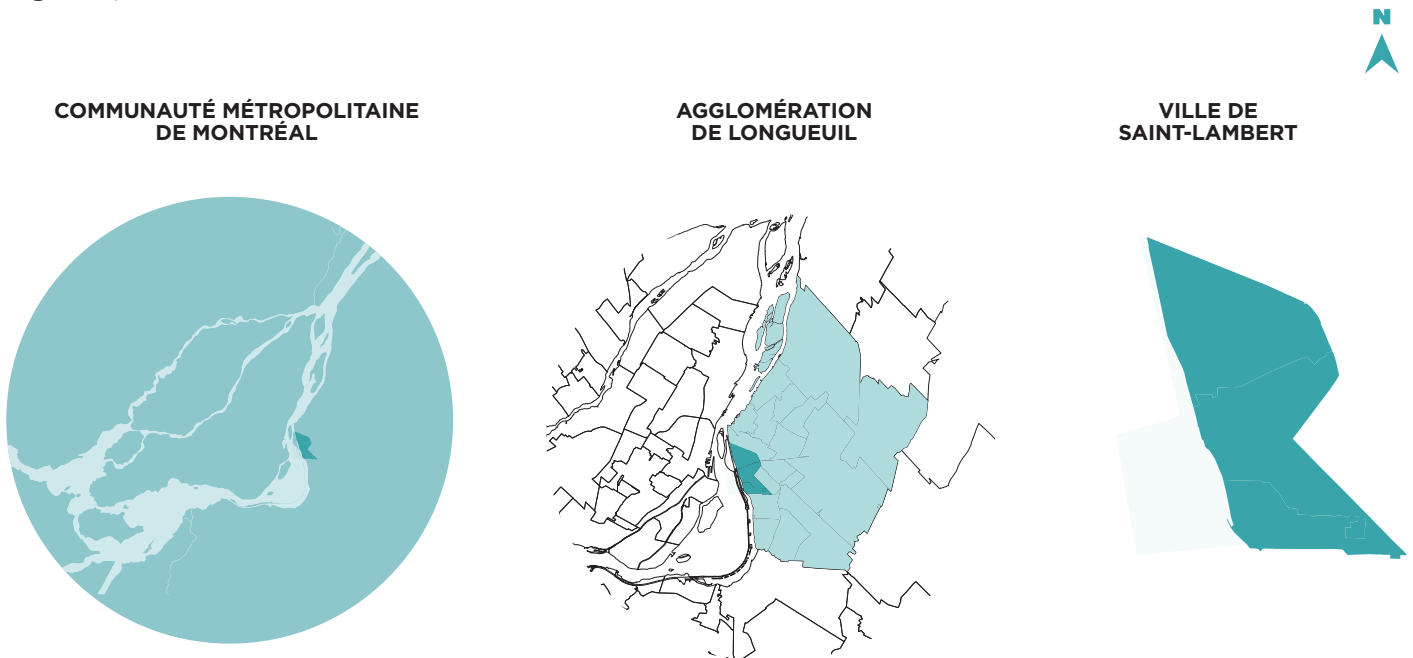 N
COMMUNAUTÉ MÉTROPOLITAINE
DE MONTRÉAL
AGGLOMÉRATION
DE LONGUEUIL
VILLE DE
SAINT-LAMBERT